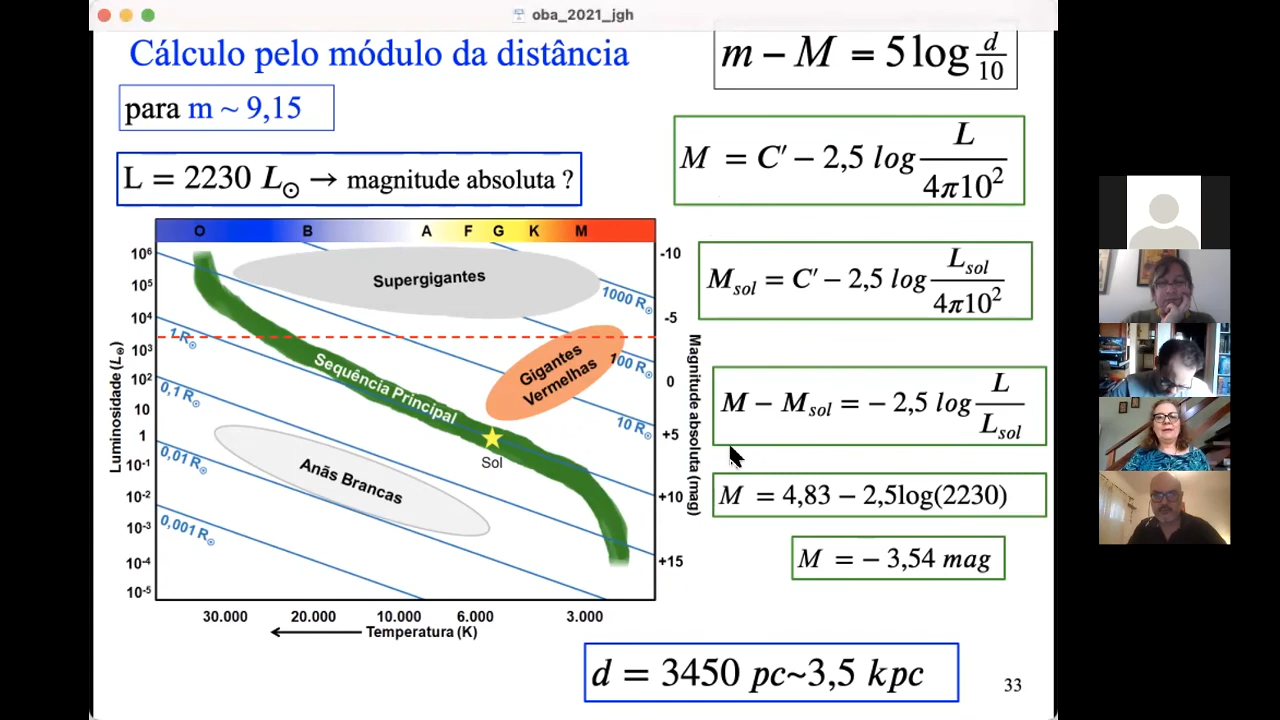 oba_2021_jgh
Cálculo pelo módulo da distância
m − M = 5 log d/10
para m ~ 9,15
M = C′ − 2,5 log L/4π10²
L = 2230 L☉ → magnitude absoluta ?
O B A F G K M
10⁶
10⁵
10⁴
10³
10²
10
1
10⁻¹
10⁻²
10⁻³
10⁻⁴
10⁻⁵
Luminosidade (L☉)
Supergigantes
1000 R☉
1 R☉
Gigantes
Vermelhas
100 R☉
Sequência Principal
0,1 R☉
10 R☉
Sol
0,01 R☉
Anãs Brancas
0,001 R☉
-10
-5
0
+5
+10
+15
Magnitude absoluta (mag)
30.000 20.000 10.000 6.000 3.000
← Temperatura (K)
Msol = C′ − 2,5 log Lsol/4π10²
M − Msol = − 2,5 log L/Lsol
M = 4,83 − 2,5log(2230)
M = − 3,54 mag
d = 3450 pc~3,5 kpc
33